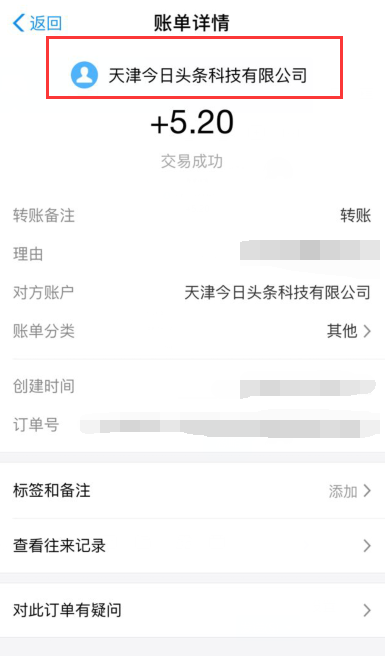 返回 账单详情
天津今日头条科技有限公司
+5.20
交易成功
转账备注 转账
理由
对方账户 天津今日头条科技有限公司
账单分类 其他
创建时间
订单号
标签和备注 添加
查看往来记录
对此订单有疑问